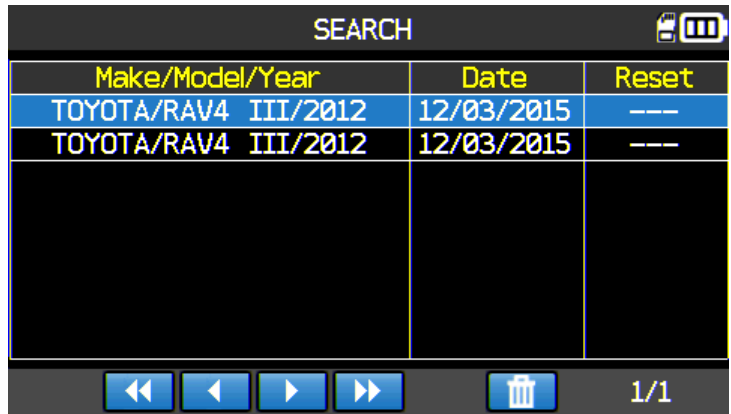 SEARCH
Make/Model/Year Date Reset
TOYOTA/RAV4 III/2012 12/03/2015 ---
TOYOTA/RAV4 III/2012 12/03/2015 ---
1/1